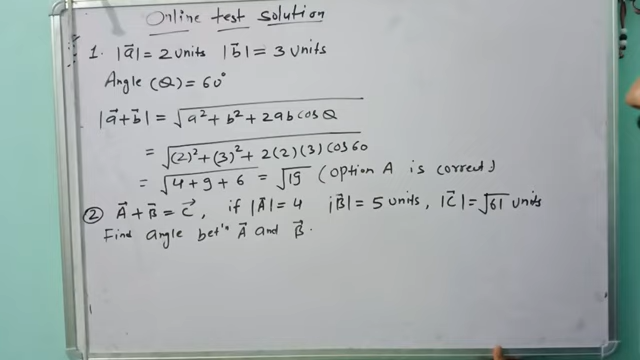 Online test solution
1. |a⃗| = 2 units |b⃗| = 3 units
Angle (θ) = 60°
|a⃗+b⃗| = √(a² + b² + 2ab cos θ)
= √((2)² + (3)² + 2(2)(3) cos 60)
= √(4+9+6) = √19 (option A is correct)
② A⃗ + B⃗ = C⃗, if |A⃗| = 4 |B⃗| = 5 units, |C⃗| = √61 units
Find angle betⁿ A⃗ and B⃗.